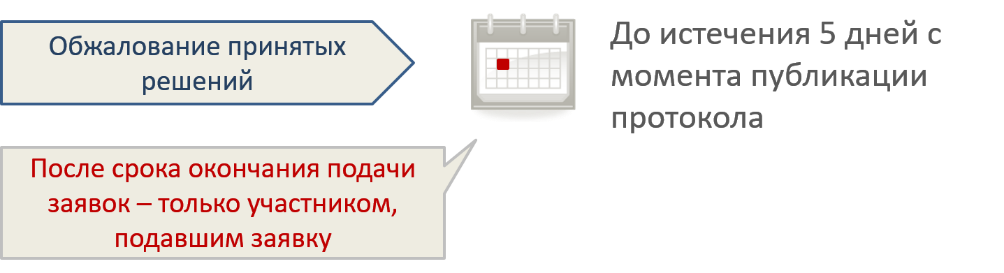 Обжалование принятых
решений
До истечения 5 дней с
момента публикации
протокола
После срока окончания подачи
заявок – только участником,
подавшим заявку